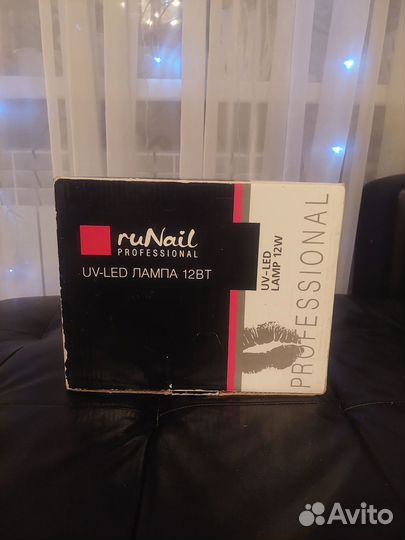 ruNail
PROFESSIONAL
UV-LED ЛАМПА 12ВТ
UV-LED
LAMP 12W
PROFESSIONAL
Avito